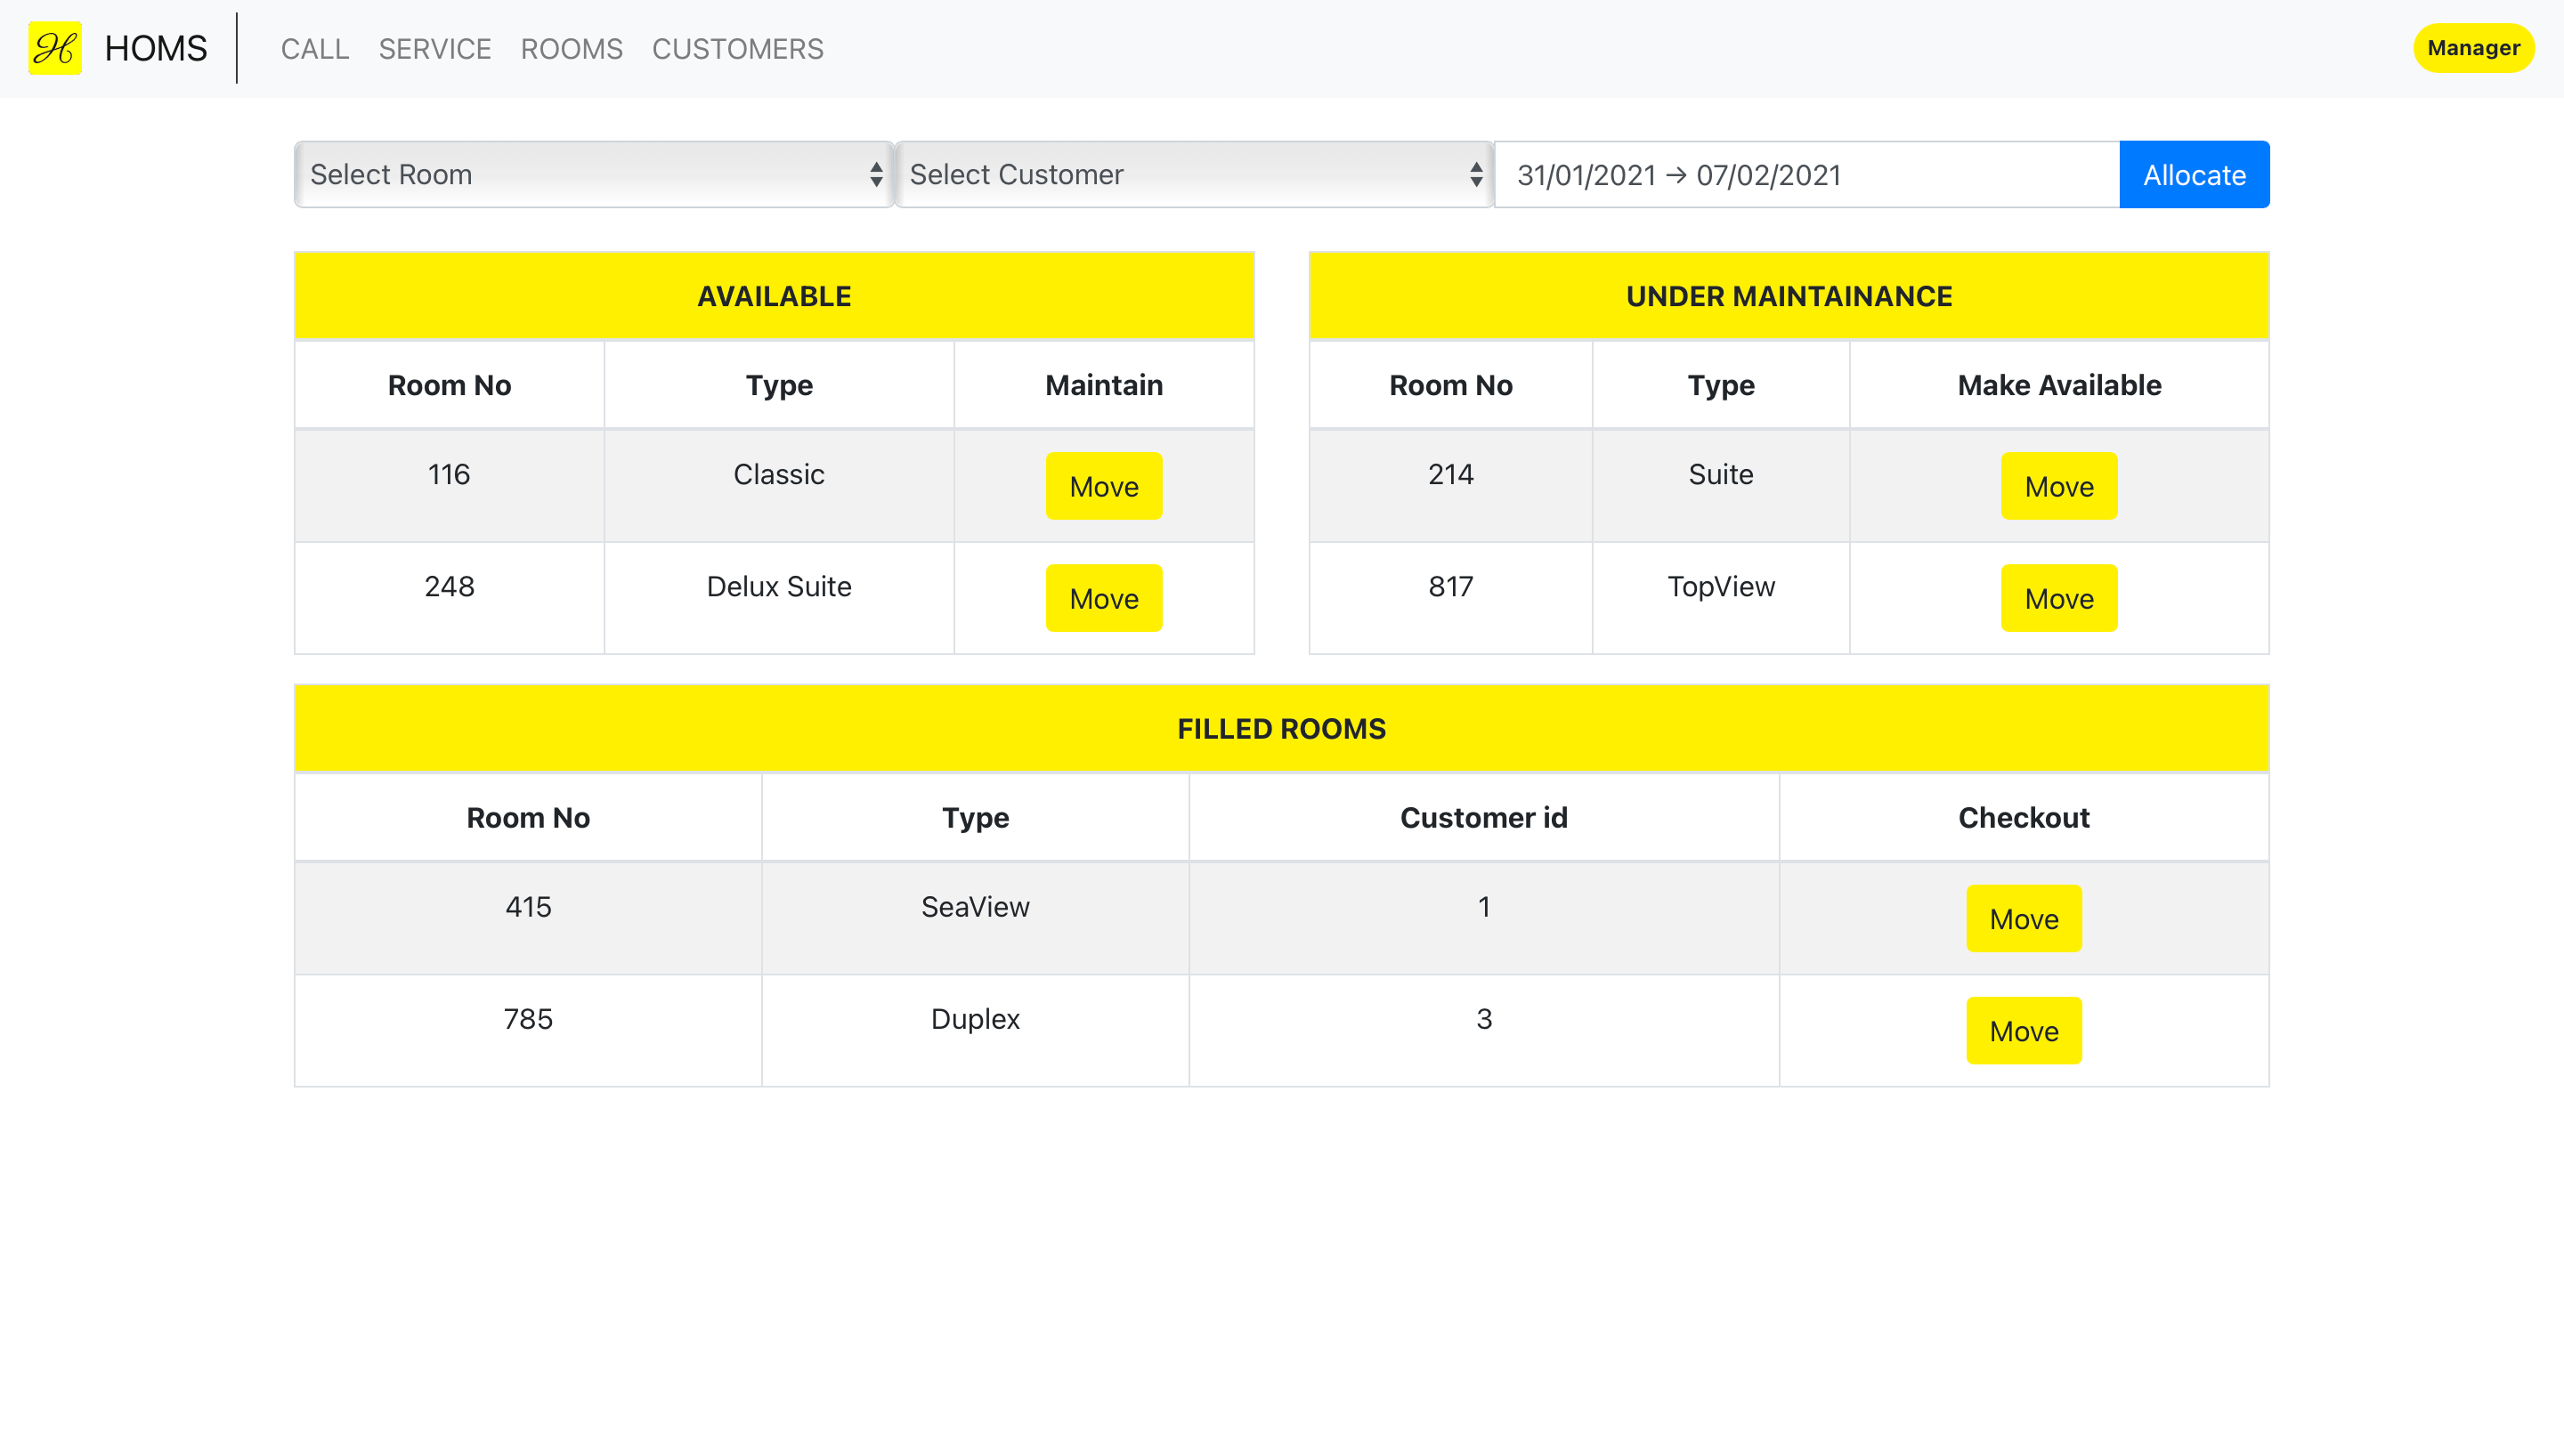 H HOMS CALL SERVICE ROOMS CUSTOMERS Manager
Select Room Select Customer 31/01/2021 → 07/02/2021 Allocate
AVAILABLE
Room No Type Maintain
116 Classic Move
248 Delux Suite Move
UNDER MAINTAINANCE
Room No Type Make Available
214 Suite Move
817 TopView Move
FILLED ROOMS
Room No Type Customer id Checkout
415 SeaView 1 Move
785 Duplex 3 Move